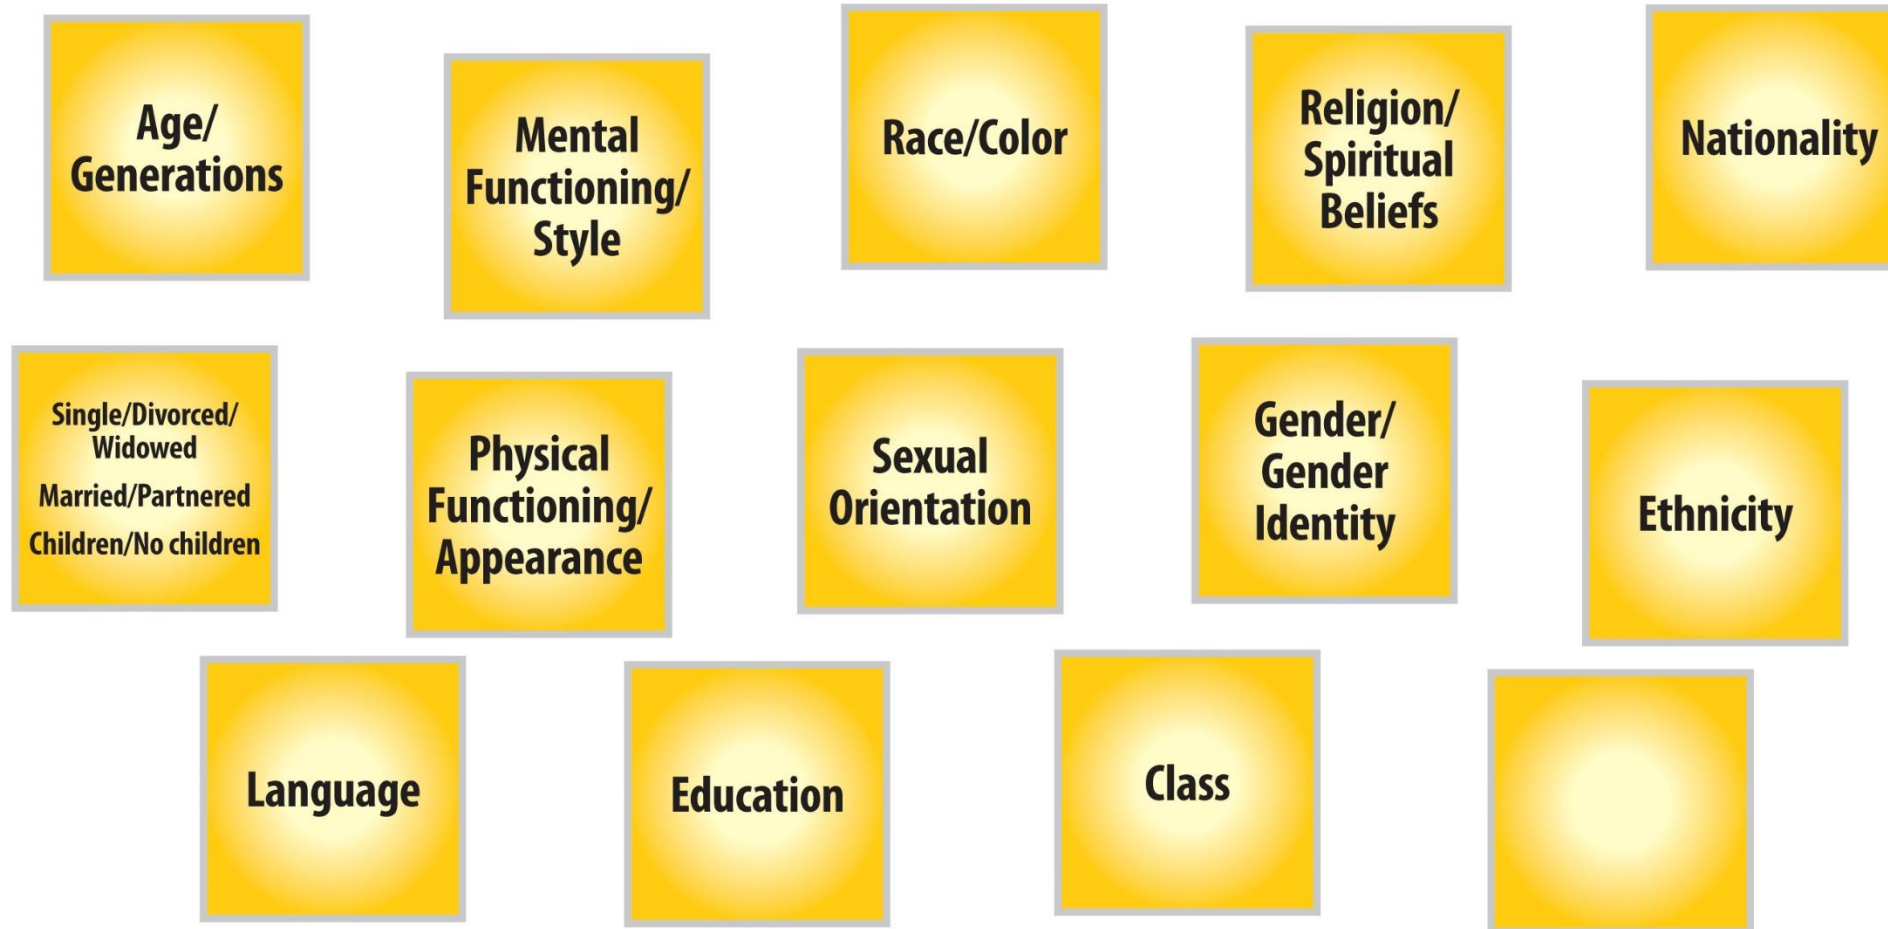 Age/
Generations
Mental
Functioning/
Style
Race/Color
Religion/
Spiritual
Beliefs
Nationality
Single/Divorced/
Widowed
Married/Partnered
Children/No children
Physical
Functioning/
Appearance
Sexual
Orientation
Gender/
Gender
Identity
Ethnicity
Language
Education
Class